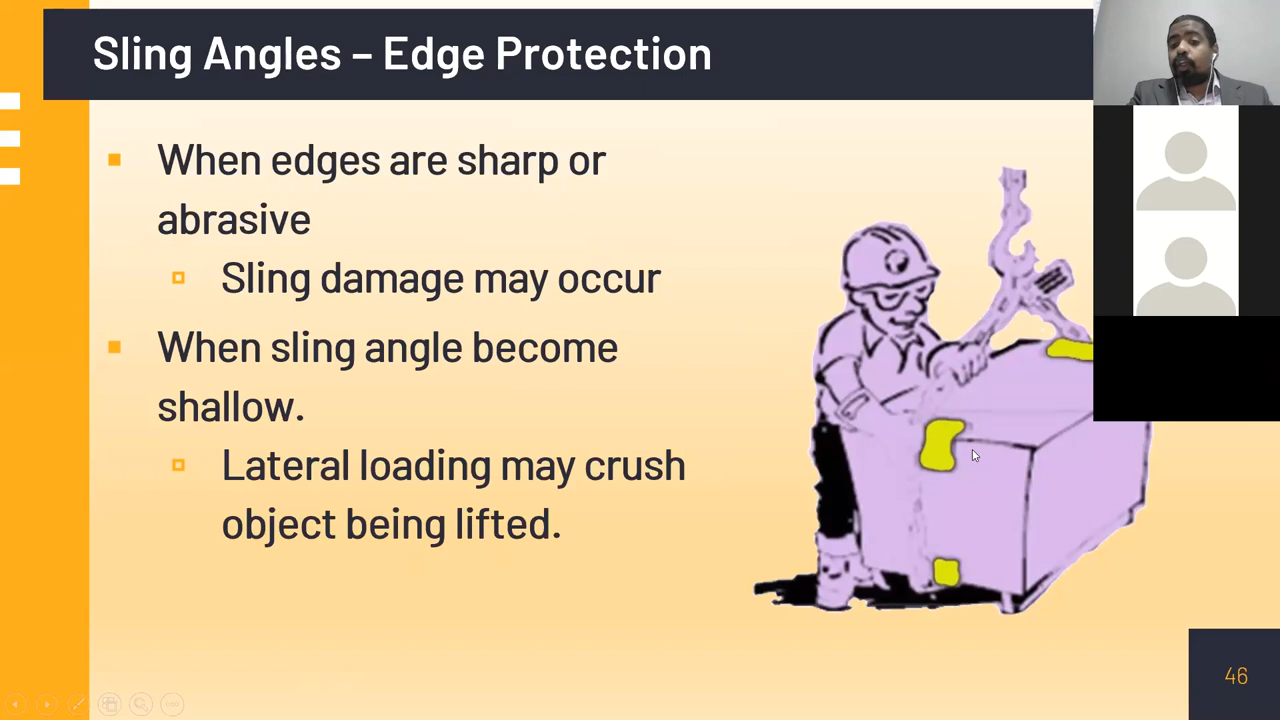 Sling Angles – Edge Protection
When edges are sharp or
abrasive
Sling damage may occur
When sling angle become
shallow.
Lateral loading may crush
object being lifted.
46